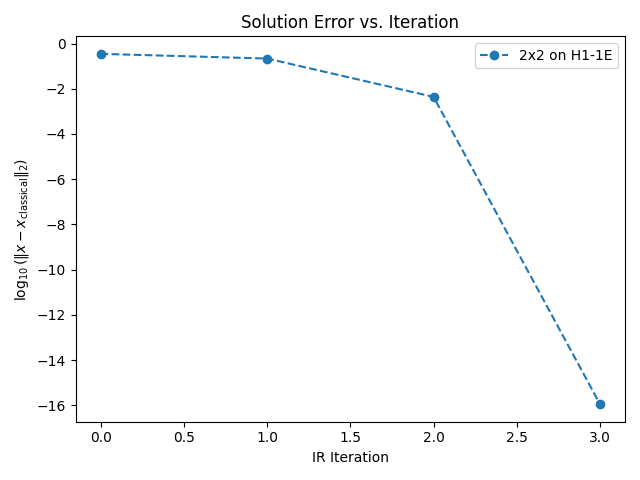 Solution Error vs. Iteration
2x2 on H1-1E
log₁₀(‖x − x_classical‖₂)
0
−2
−4
−6
−8
−10
−12
−14
−16
0.0 0.5 1.0 1.5 2.0 2.5 3.0
IR Iteration